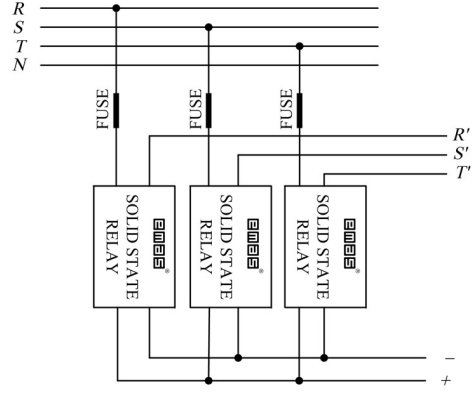 R
S
T
N
FUSE
FUSE
FUSE
R'
S'
T'
SOLID STATE
RELAY
SOLID STATE
RELAY
SOLID STATE
RELAY
−
+